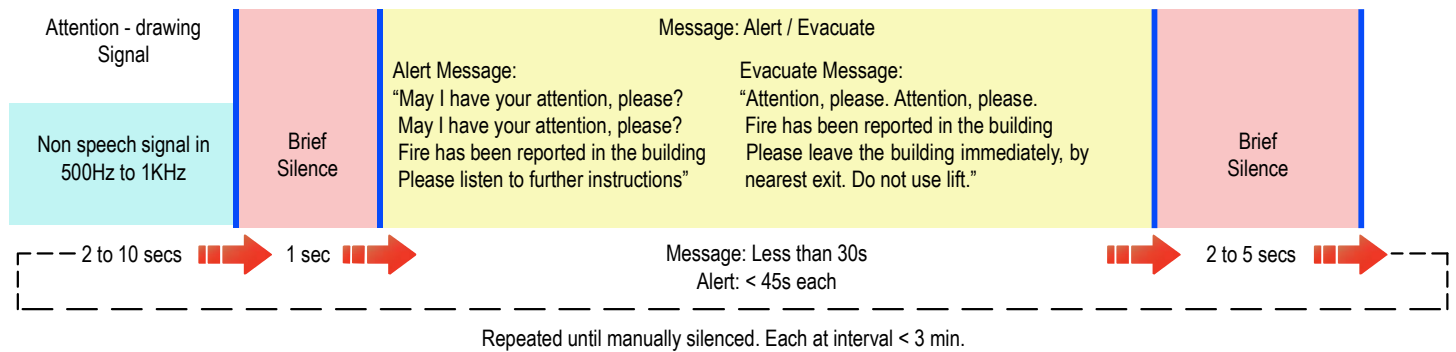 Attention - drawing
Signal
Non speech signal in
500Hz to 1KHz
Brief
Silence
Message: Alert / Evacuate
Alert Message:
“May I have your attention, please?
May I have your attention, please?
Fire has been reported in the building
Please listen to further instructions”
Evacuate Message:
“Attention, please. Attention, please.
Fire has been reported in the building
Please leave the building immediately, by
nearest exit. Do not use lift.”
Brief
Silence
2 to 10 secs
1 sec
Message: Less than 30s
Alert: < 45s each
2 to 5 secs
Repeated until manually silenced. Each at interval < 3 min.